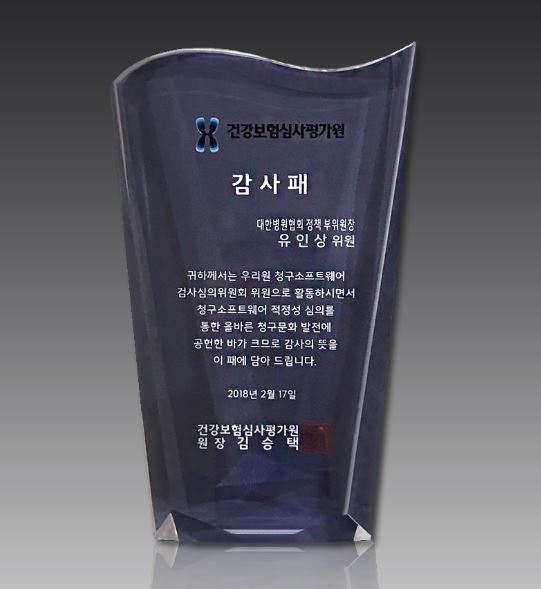 건강보험심사평가원
감사패
대한병원협회 정책 부위원장
유인상 위원
귀하께서는 우리원 청구소프트웨어
검사심의위원회 위원으로 활동하시면서
청구소프트웨어 적정성 심의를
통한 올바른 청구문화 발전에
공헌한 바가 크므로 감사의 뜻을
이 패에 담아 드립니다.
2018년 2월 17일
건강보험심사평가원
원장 김승택